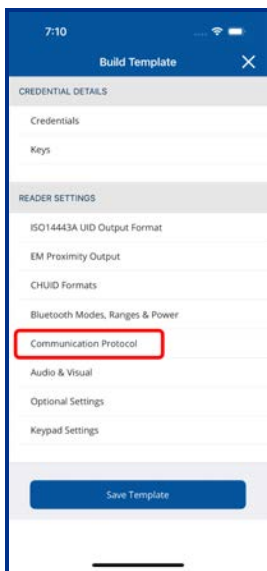 7:10
Build Template
CREDENTIAL DETAILS
Credentials
Keys
READER SETTINGS
ISO14443A UID Output Format
EM Proximity Output
CHUID Formats
Bluetooth Modes, Ranges & Power
Communication Protocol
Audio & Visual
Optional Settings
Keypad Settings
Save Template